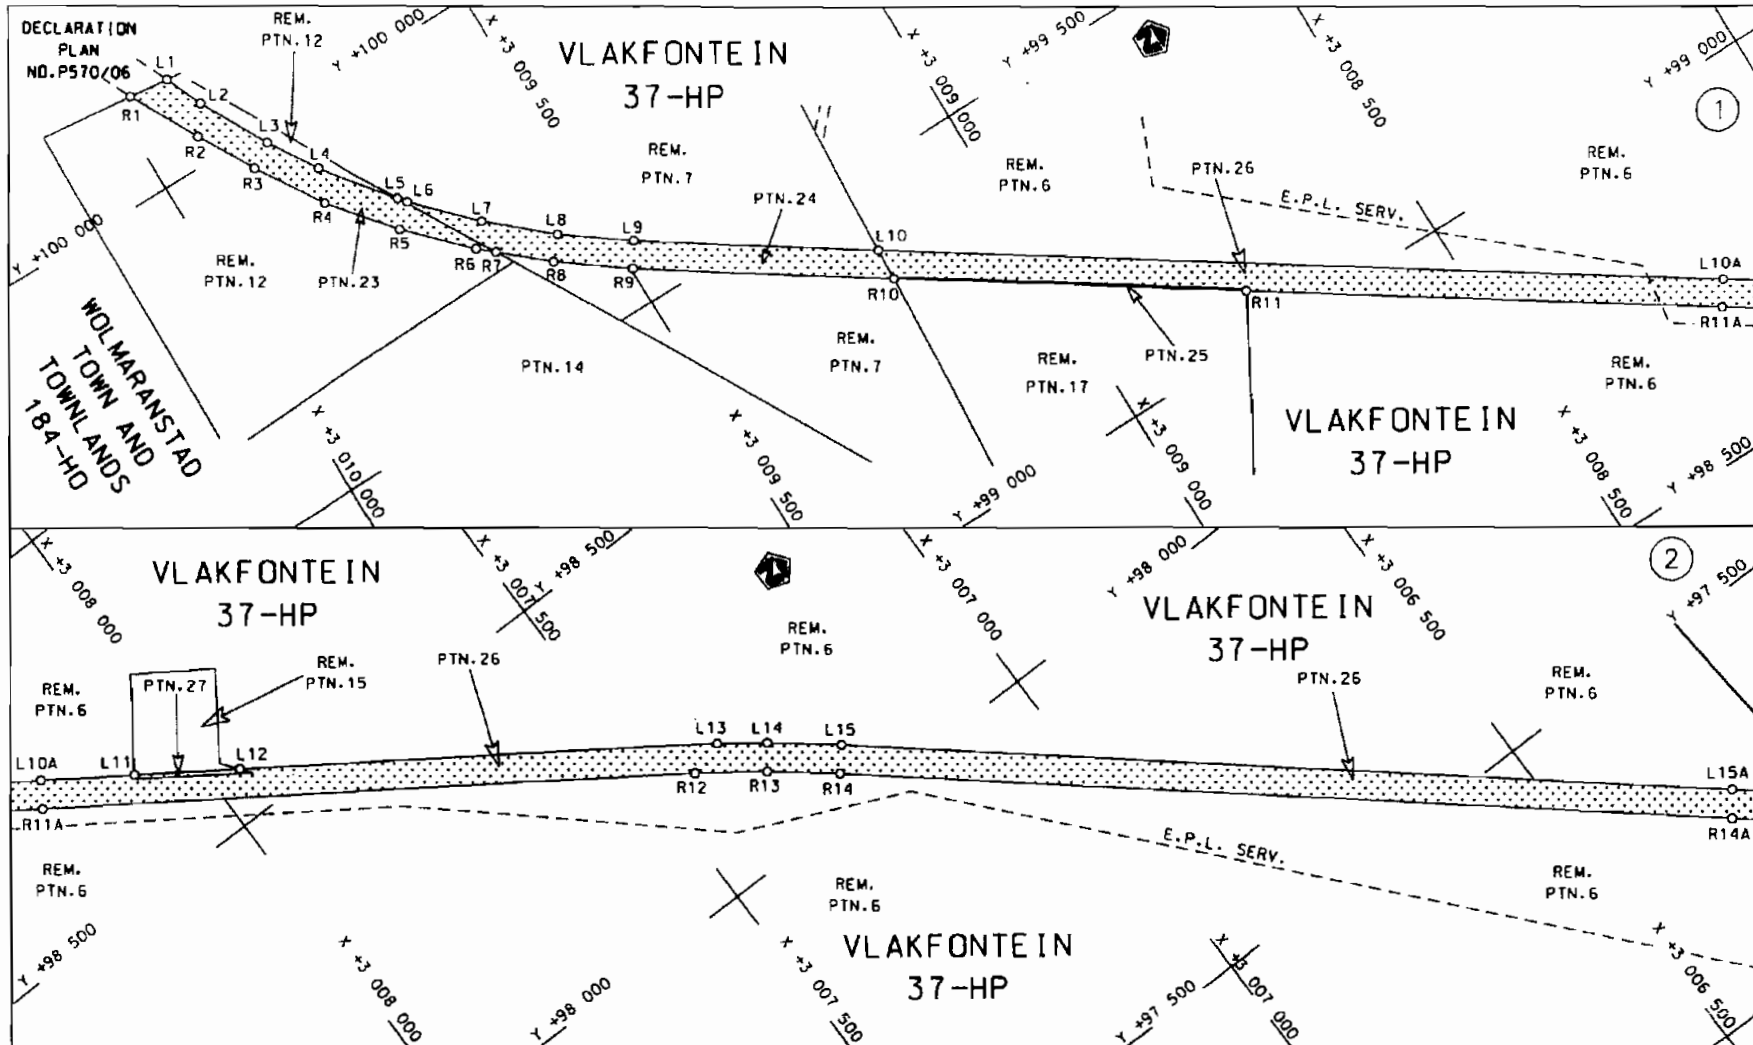 DECLARATION
PLAN
NO.P570/06
REM.
PTN.12
Y +100 000
X +3 009 500
VLAKFONTEIN
37-HP
X +3 009 000
Y +99 500
X +3 008 500
Y +99 000
1
L1
L2
L3
L4
L5
L6
L7
L8
L9
L10
L10A
R1
R2
R3
R4
R5
R6
R7
R8
R9
R10
R11
R11A
REM.
PTN.7
PTN.24
REM.
PTN.6
PTN.26
E.P.L. SERV.
REM.
PTN.6
Y +100 000
REM.
PTN.12
PTN.23
WOLMARANSTAD
TOWN AND
TOWNLANDS
184-HO
X +3 010 000
PTN.14
X +3 009 500
REM.
PTN.7
Y +99 000
REM.
PTN.17
PTN.25
X +3 009 000
VLAKFONTEIN
37-HP
REM.
PTN.6
X +3 008 500
Y +98 500
X +3 008 000
VLAKFONTEIN
37-HP
X +3 007 500
Y +98 500
X +3 007 000
Y +98 000
X +3 006 500
2
Y +97 500
VLAKFONTEIN
37-HP
REM.
PTN.6
PTN.27
REM.
PTN.15
PTN.26
REM.
PTN.6
PTN.26
REM.
PTN.6
L10A
L11
L12
L13
L14
L15
L15A
R11A
R12
R13
R14
R14A
E.P.L. SERV.
REM.
PTN.6
REM.
PTN.6
REM.
PTN.6
VLAKFONTEIN
37-HP
Y +98 500
X +3 008 000
Y +98 000
X +3 007 500
Y +97 500
X +3 007 000
X +3 006 500